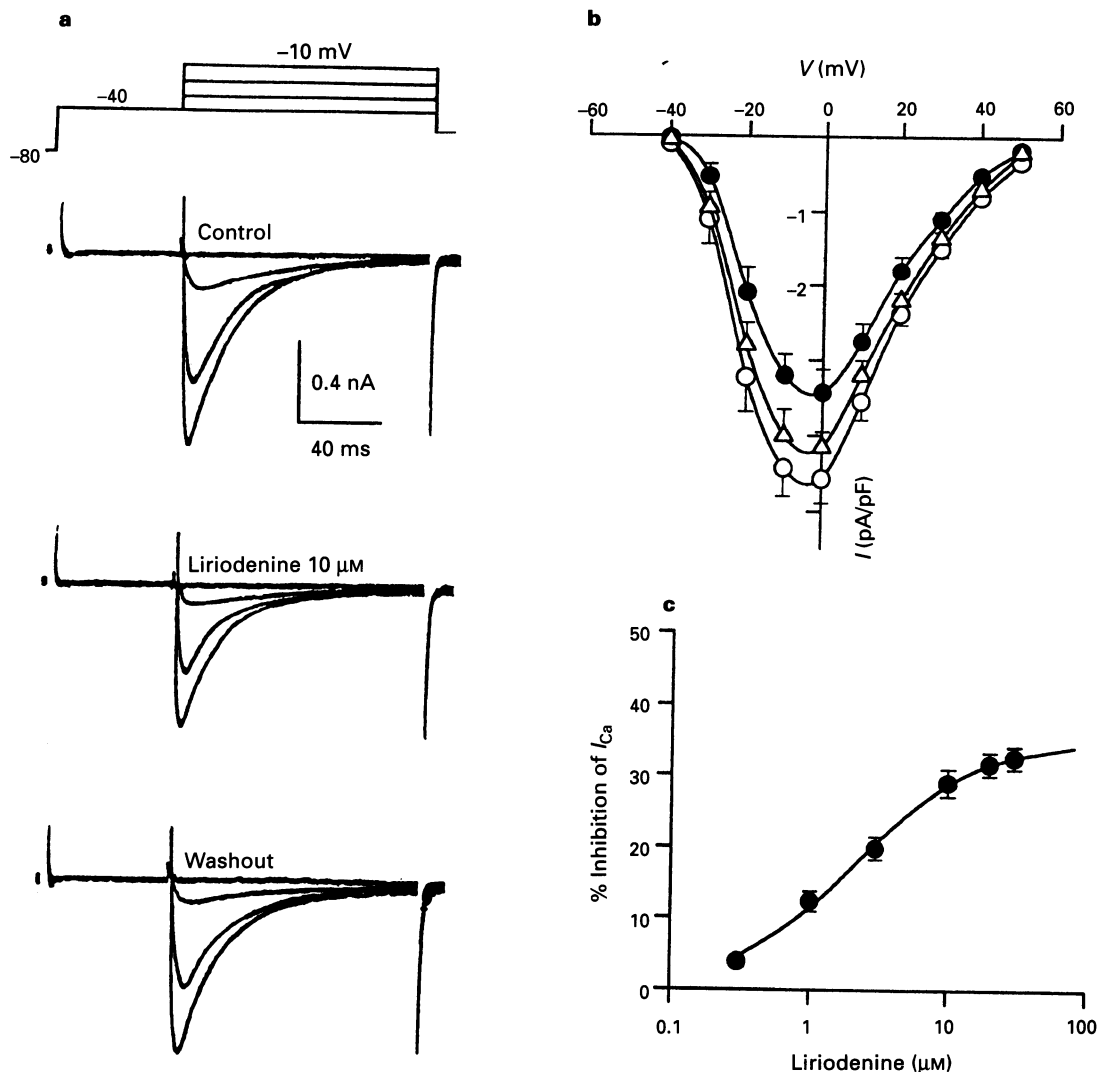 a
−10 mV
−40
−80
Control
0.4 nA
40 ms
Liriodenine 10 µM
Washout
b
V (mV)
−60 −40 −20 0 20 40 60
−1
−2
I (pA/pF)
c
50
40
30
20
10
0
% Inhibition of ICa
0.1 1 10 100
Liriodenine (µM)